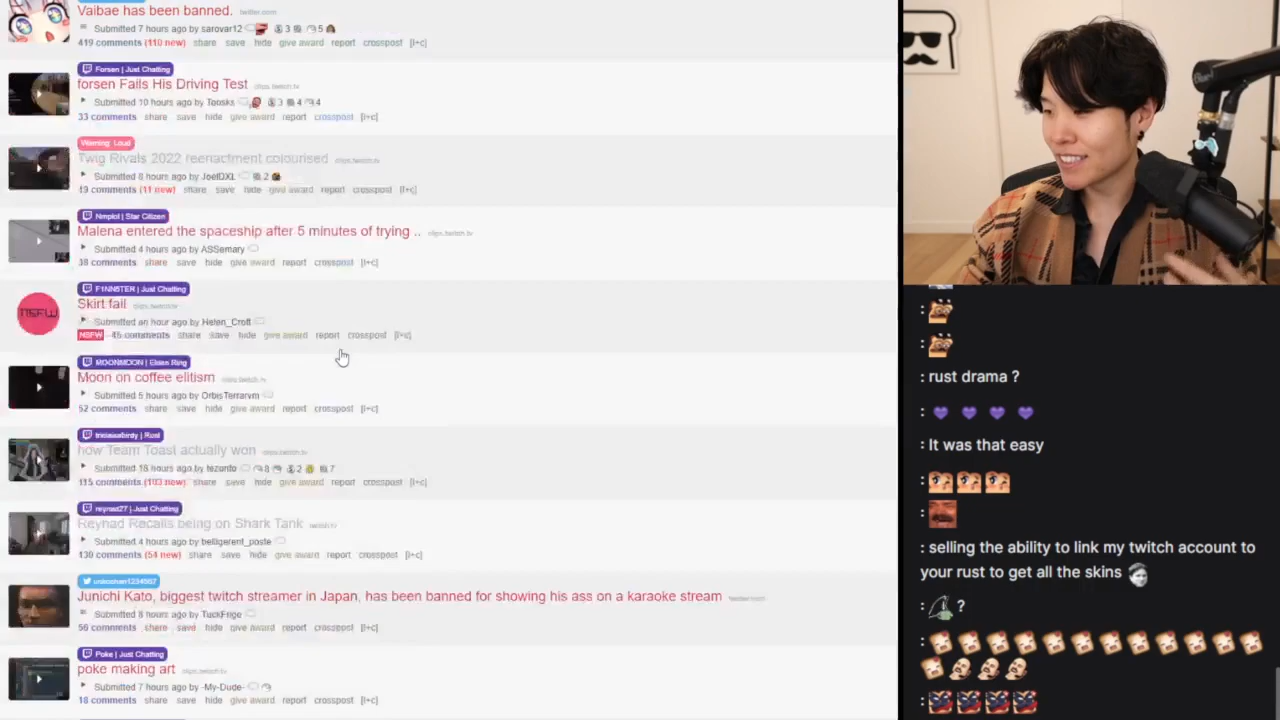 Vaibae has been banned. twitter.com
Submitted 7 hours ago by sarovar12 3 5
419 comments (110 new) share save hide give award report crosspost [l+c]
Forsen | Just Chatting
forsen Fails His Driving Test clips.twitch.tv
Submitted 10 hours ago by Toosks 3 4 4
33 comments share save hide give award report crosspost [l+c]
Warning: Loud
Twig Rivals 2022 reenactment colourised clips.twitch.tv
Submitted 8 hours ago by JoelDXL 2
19 comments (11 new) share save hide give award report crosspost [l+c]
Nmplol | Star Citizen
Malena entered the spaceship after 5 minutes of trying .. clips.twitch.tv
Submitted 4 hours ago by ASSemary
38 comments share save hide give award report crosspost [l+c]
F1NN5TER | Just Chatting
Skirt fail clips.twitch.tv
NSFW
Submitted an hour ago by Helen_Croft
NSFW 45 comments share save hide give award report crosspost [l+c]
MOONMOON | Elden Ring
Moon on coffee elitism clips.twitch.tv
Submitted 5 hours ago by OrbisTerrarvm
52 comments share save hide give award report crosspost [l+c]
| Rust
how Team Toast actually won clips.twitch.tv
Submitted 18 hours ago by tezordo 8 2 7
115 comments (103 new) share save hide give award report crosspost [l+c]
reynad27 | Just Chatting
Reynad Recalls being on Shark Tank twitch.tv
Submitted 4 hours ago by belligerent_poste
130 comments (54 new) share save hide give award report crosspost [l+c]
Junichi Kato, biggest twitch streamer in Japan, has been banned for showing his ass on a karaoke stream twitter.com
Submitted 8 hours ago by TuckFrige
56 comments share save hide give award report crosspost [l+c]
Poke | Just Chatting
poke making art clips.twitch.tv
Submitted 7 hours ago by -My-Dude-
18 comments share save hide give award report crosspost [l+c]
:
:
: rust drama ?
:
: It was that easy
:
:
: selling the ability to link my twitch account to
your rust to get all the skins
: ?
:
: